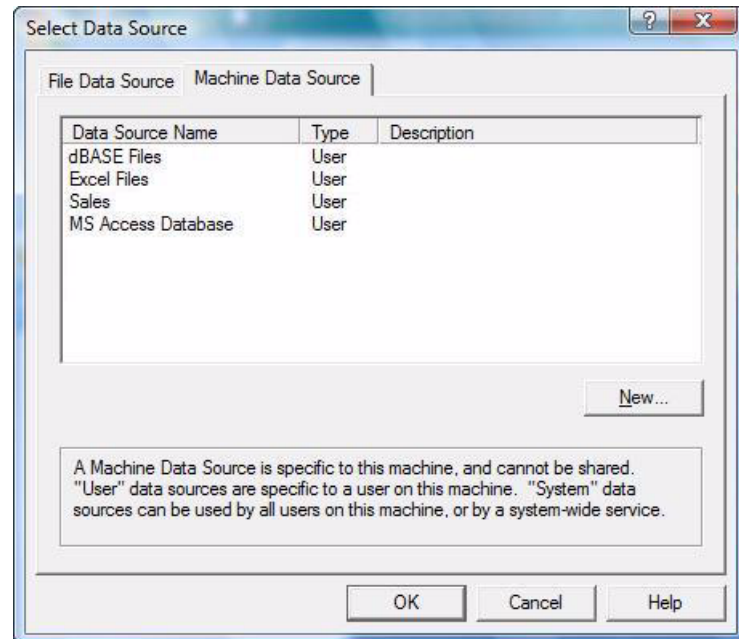 Select Data Source
?
X
File Data Source Machine Data Source
Data Source Name Type Description
dBASE Files User
Excel Files User
Sales User
MS Access Database User
New...
A Machine Data Source is specific to this machine, and cannot be shared.
"User" data sources are specific to a user on this machine. "System" data
sources can be used by all users on this machine, or by a system-wide service.
OK Cancel Help